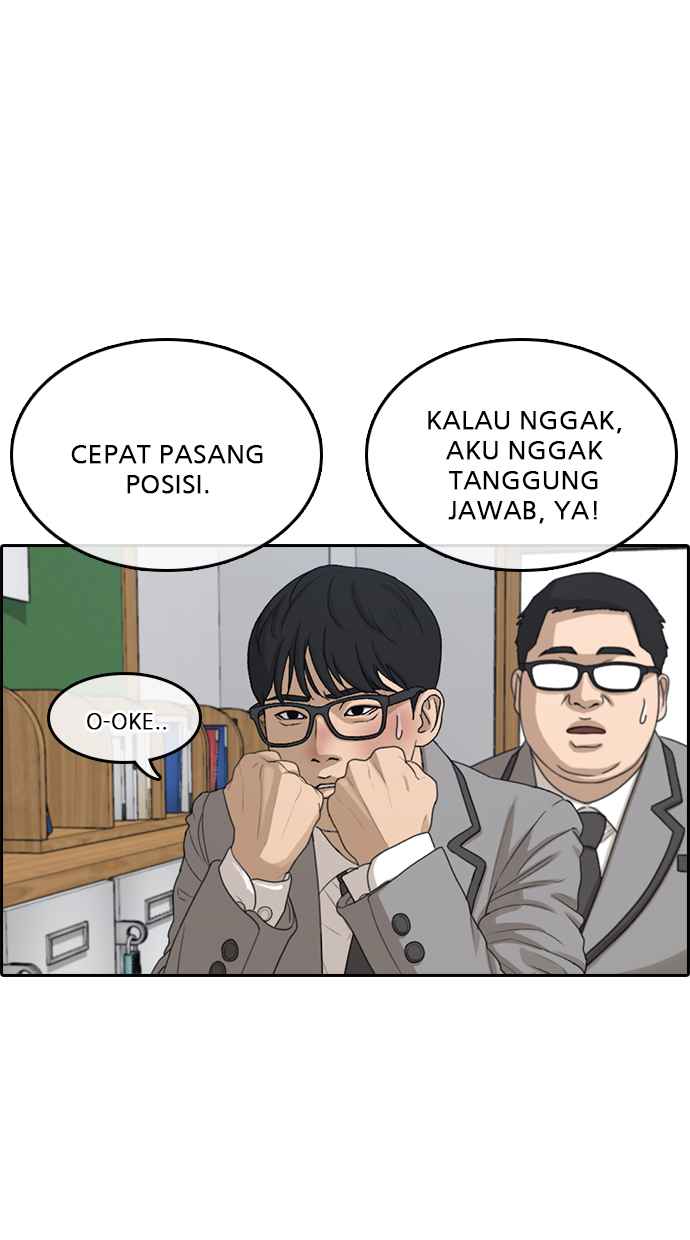 CEPAT PASANG
POSISI.
KALAU NGGAK,
AKU NGGAK
TANGGUNG
JAWAB, YA!
O-OKE..